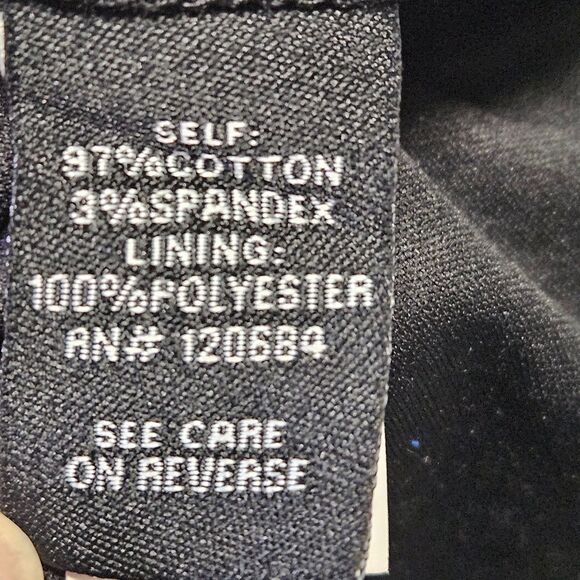 SELF:
97%COTTON
3%SPANDEX
LINING:
100%POLYESTER
RN# 120684
SEE CARE
ON REVERSE